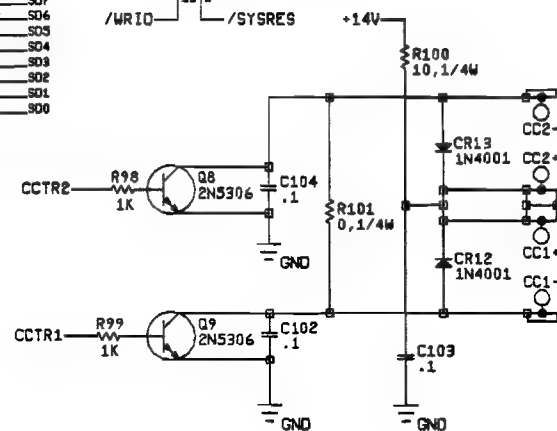 SD6
SD5
SD4
SD3
SD2
SD1
SD0
/WRIO
/SYSRES
+14V
R100
10,1/4W
CC2-
CR13
1N4001
CC2+
CCTR2
R98
1K
Q8
2N5306
C104
.1
R101
0,1/4W
GND
CC1+
CR12
1N4001
CC1-
CCTR1
R99
1K
Q9
2N5306
C102
.1
C103
.1
GND
GND